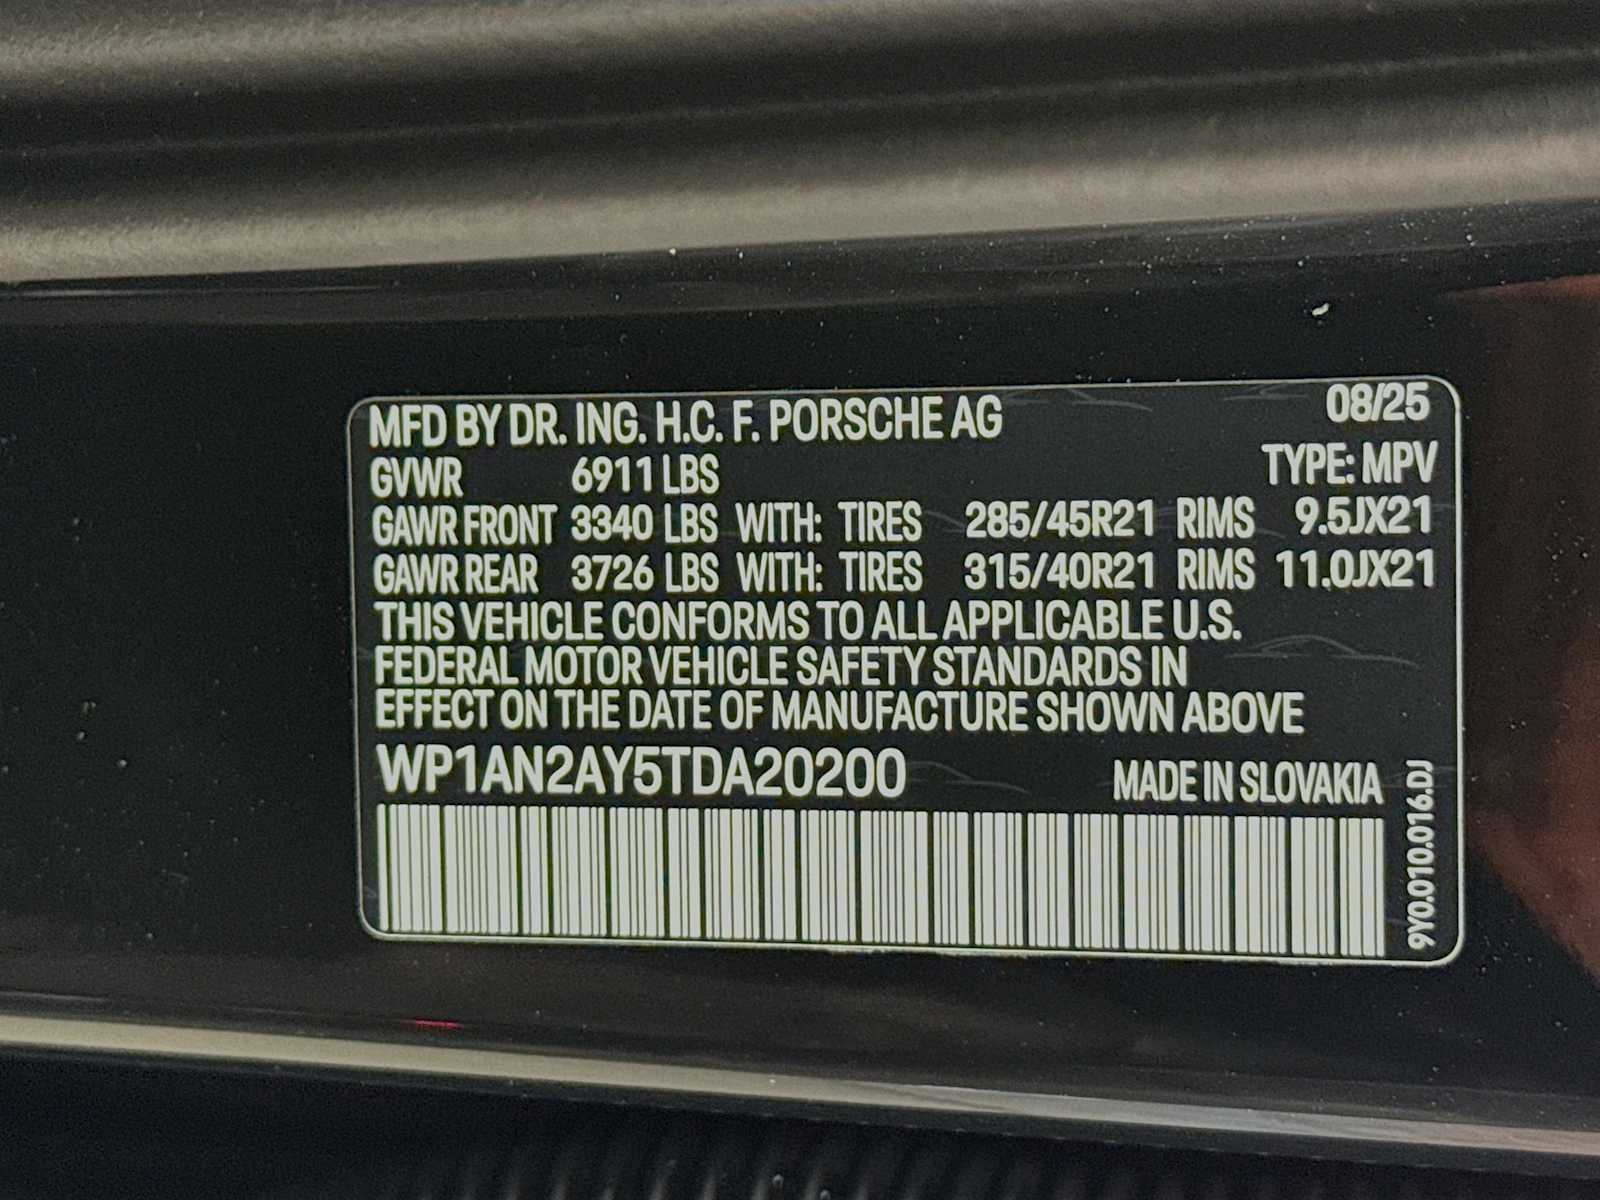 MFD BY DR. ING. H.C. F. PORSCHE AG 08/25
GVWR 6911 LBS TYPE: MPV
GAWR FRONT 3340 LBS WITH: TIRES 285/45R21 RIMS 9.5JX21
GAWR REAR 3726 LBS WITH: TIRES 315/40R21 RIMS 11.0JX21
THIS VEHICLE CONFORMS TO ALL APPLICABLE U.S.
FEDERAL MOTOR VEHICLE SAFETY STANDARDS IN
EFFECT ON THE DATE OF MANUFACTURE SHOWN ABOVE
WP1AN2AY5TDA20200 MADE IN SLOVAKIA
9Y0.010.016.DJ